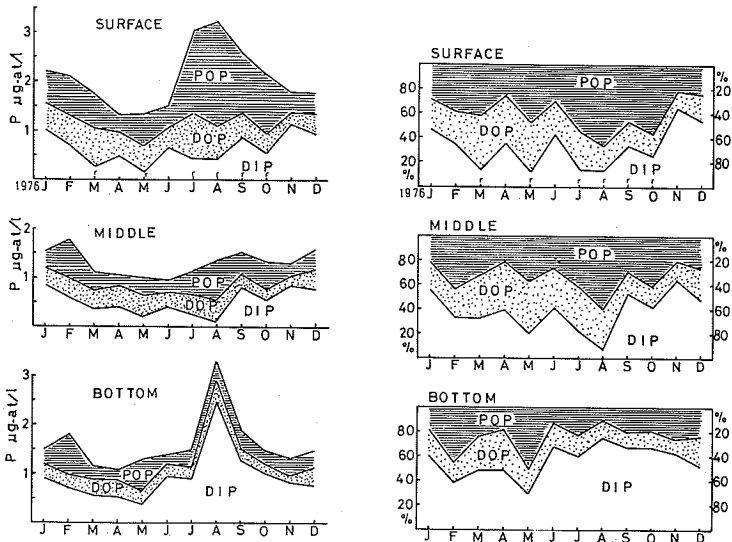 SURFACE
P µg-at/l
3
2
1
POP
DOP
DIP
r r r r r
1976 J F M A M J J A S O N D
MIDDLE
P µg-at/l
2
1
POP
DOP
DIP
J F M A M J J A S O N D
BOTTOM
P µg-at/l
3
2
1
POP
DOP
DIP
J F M A M J J A S O N D
SURFACE
80
60
40
20
%
POP
DOP
DIP
%
20
40
60
80
r r r r r
1976 J F M A M J J A S O N D
MIDDLE
80
60
40
20
%
POP
DOP
DIP
%
20
40
60
80
J F M A M J J A S O N D
BOTTOM
80
60
40
20
%
POP
DOP
DIP
%
20
40
60
80
J F M A M J J A S O N D